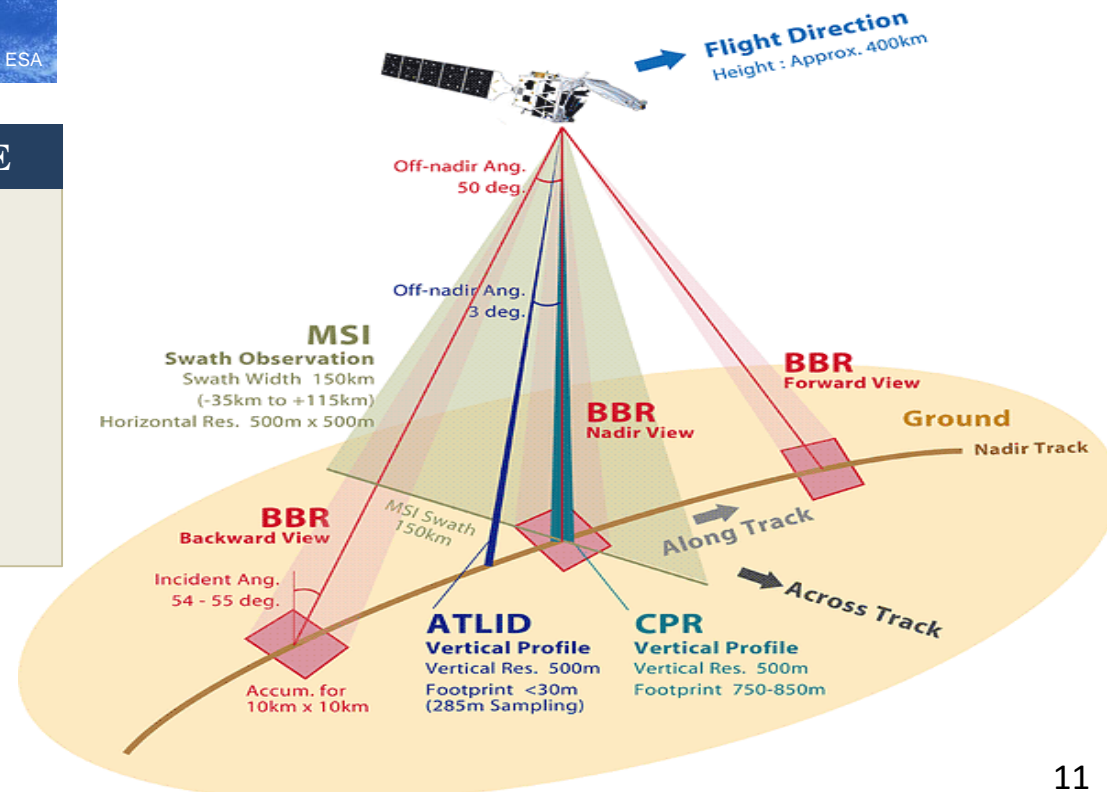 ESA
E
Flight Direction
Height : Approx. 400km
Off-nadir Ang.
50 deg.
Off-nadir Ang.
3 deg.
MSI
Swath Observation
Swath Width 150km
(-35km to +115km)
Horizontal Res. 500m x 500m
BBR
Forward View
BBR
Nadir View
Ground
Nadir Track
MSI Swath
150km
BBR
Backward View
Along Track
Across Track
Incident Ang.
54 - 55 deg.
ATLID
Vertical Profile
Vertical Res. 500m
Footprint <30m
(285m Sampling)
CPR
Vertical Profile
Vertical Res. 500m
Footprint 750-850m
Accum. for
10km x 10km
11